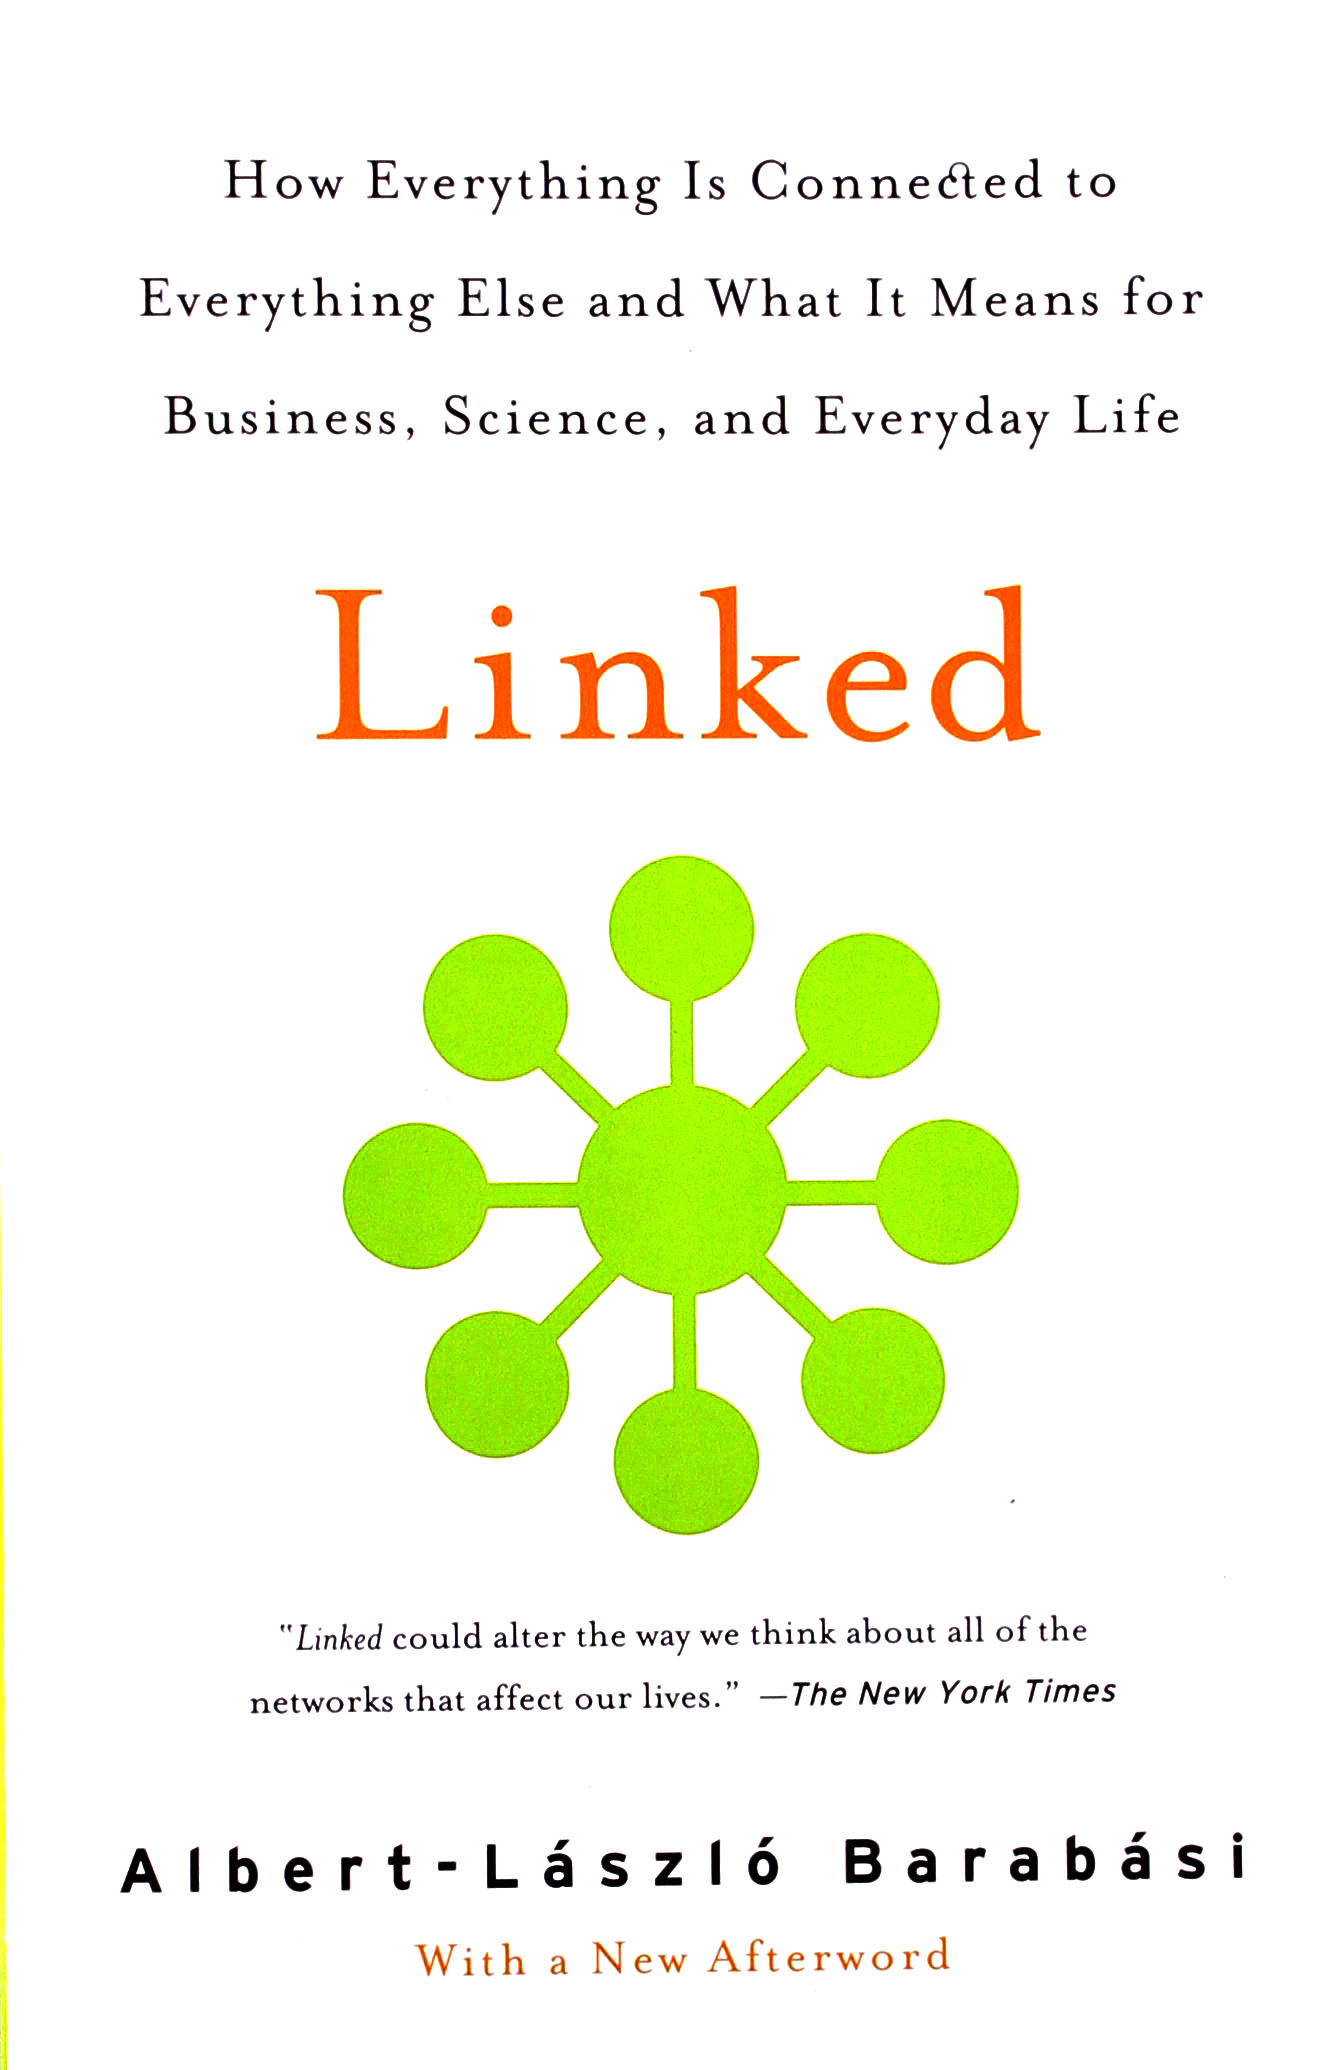 How Everything Is Connected to
Everything Else and What It Means for
Business, Science, and Everyday Life
Linked
"Linked could alter the way we think about all of the
networks that affect our lives." —The New York Times
Albert-László Barabási
With a New Afterword